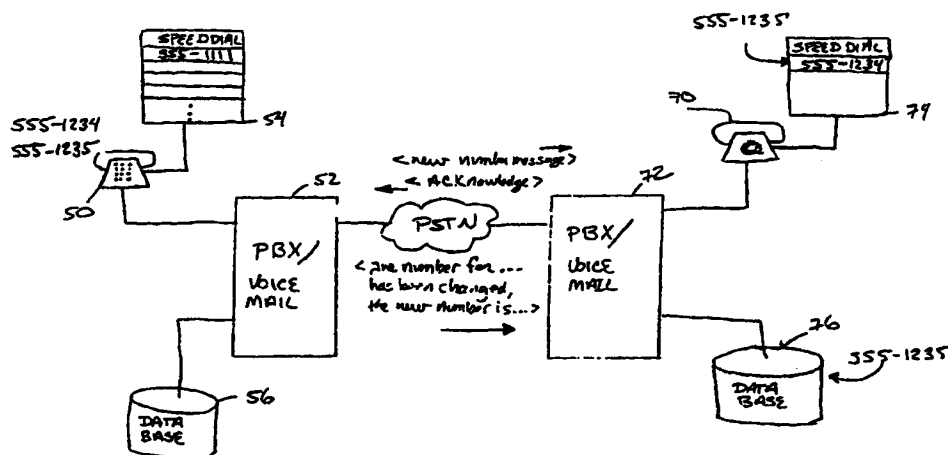 SPEED DIAL
555-1111
54
555-1234
555-1235
50
52
PBX/
VOICE
MAIL
56
DATA
BASE
<new number message>
<ACKnowledge>
PSTN
number for ...
has been changed,
the new number is...>
72
PBX/
VOICE
MAIL
70
555-1235
SPEED DIAL
555-1234
74
76
DATA
BASE
555-1235